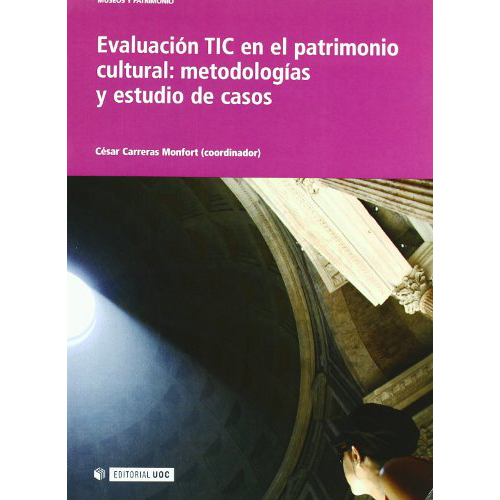 MUSEOS Y PATRIMONIO
Evaluación TIC en el patrimonio
cultural: metodologías
y estudio de casos
César Carreras Monfort (coordinador)
EDITORIAL UOC